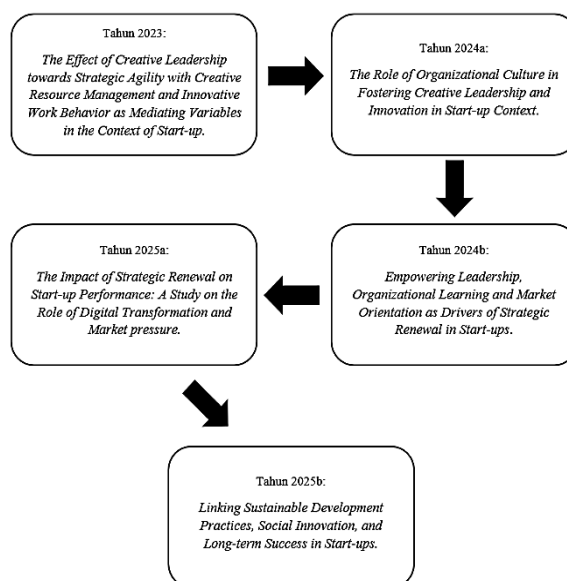 Tahun 2023:
The Effect of Creative Leadership
towards Strategic Agility with Creative
Resource Management and Innovative
Work Behavior as Mediating Variables
in the Context of Start-up.
Tahun 2024a:
The Role of Organizational Culture in
Fostering Creative Leadership and
Innovation in Start-up Context.
Tahun 2024b:
Empowering Leadership,
Organizational Learning and Market
Orientation as Drivers of Strategic
Renewal in Start-ups.
Tahun 2025a:
The Impact of Strategic Renewal on
Start-up Performance: A Study on the
Role of Digital Transformation and
Market pressure.
Tahun 2025b:
Linking Sustainable Development
Practices, Social Innovation, and
Long-term Success in Start-ups.